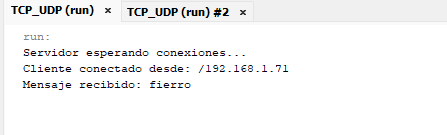 TCP_UDP (run) × TCP_UDP (run) #2 ×
run:
Servidor esperando conexiones...
Cliente conectado desde: /192.168.1.71
Mensaje recibido: fierro